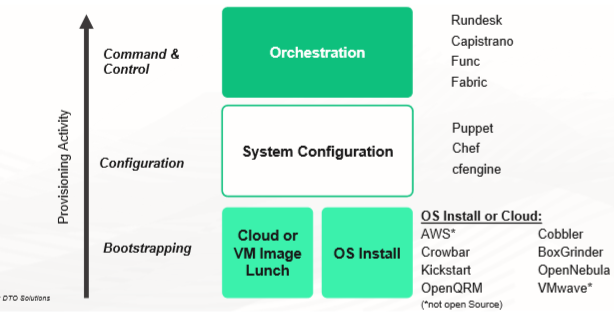 Provisioning Activity
Command &
Control
Orchestration
Rundesk
Capistrano
Func
Fabric
Configuration
System Configuration
Puppet
Chef
cfengine
Bootstrapping
Cloud or
VM Image
Lunch
OS Install
OS Install or Cloud:
AWS*
Crowbar
Kickstart
OpenQRM
(*not open Source)
Cobbler
BoxGrinder
OpenNebula
VMwave*
DTO Solutions